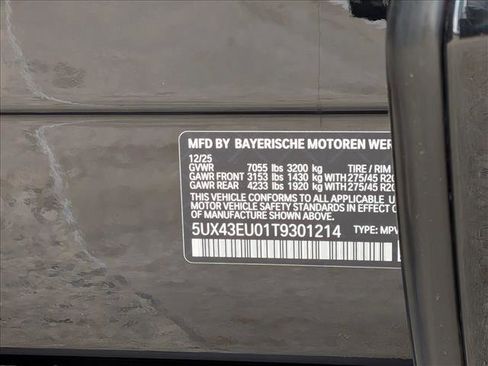 MFD BY BAYERISCHE MOTOREN WER
12/25
GVWR 7055 lbs 3200 kg TIRE / RIM
GAWR FRONT 3153 lbs 1430 kg WITH 275/45 R20
GAWR REAR 4233 lbs 1920 kg WITH 275/45 R20
THIS VEHICLE CONFORMS TO ALL APPLICABLE
MOTOR VEHICLE SAFETY STANDARDS IN EFFECT
SHOWN ABOVE.
5UX43EU01T9301214 TYPE: MPV